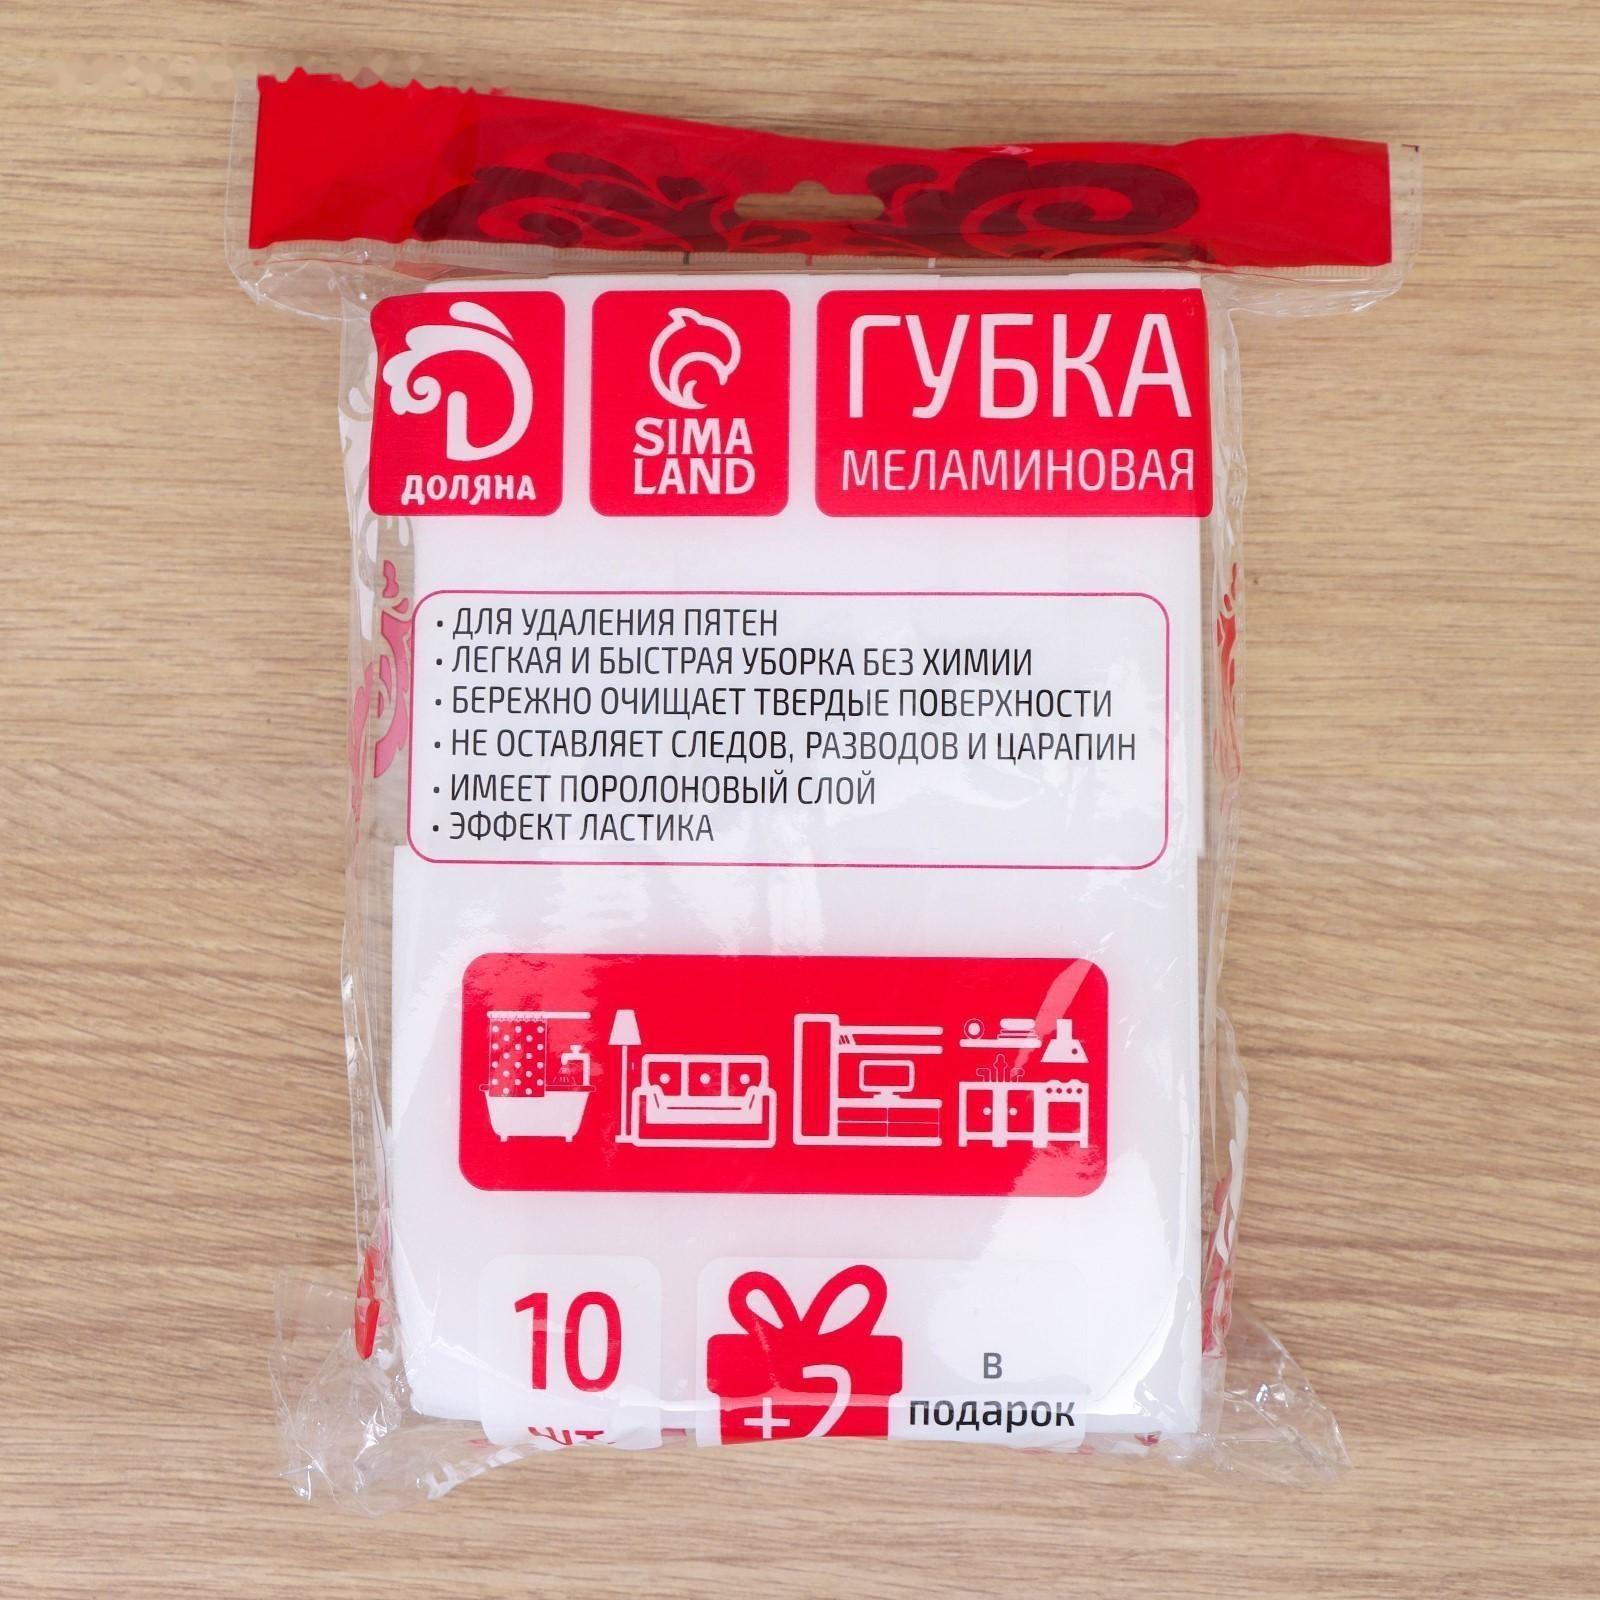 ДОЛЯНА
SIMA
LAND
ГУБКА
МЕЛАМИНОВАЯ
• ДЛЯ УДАЛЕНИЯ ПЯТЕН
• ЛЕГКАЯ И БЫСТРАЯ УБОРКА БЕЗ ХИМИИ
• БЕРЕЖНО ОЧИЩАЕТ ТВЕРДЫЕ ПОВЕРХНОСТИ
• НЕ ОСТАВЛЯЕТ СЛЕДОВ, РАЗВОДОВ И ЦАРАПИН
• ИМЕЕТ ПОРОЛОНОВЫЙ СЛОЙ
• ЭФФЕКТ ЛАСТИКА
10
шт.
+2
в
подарок